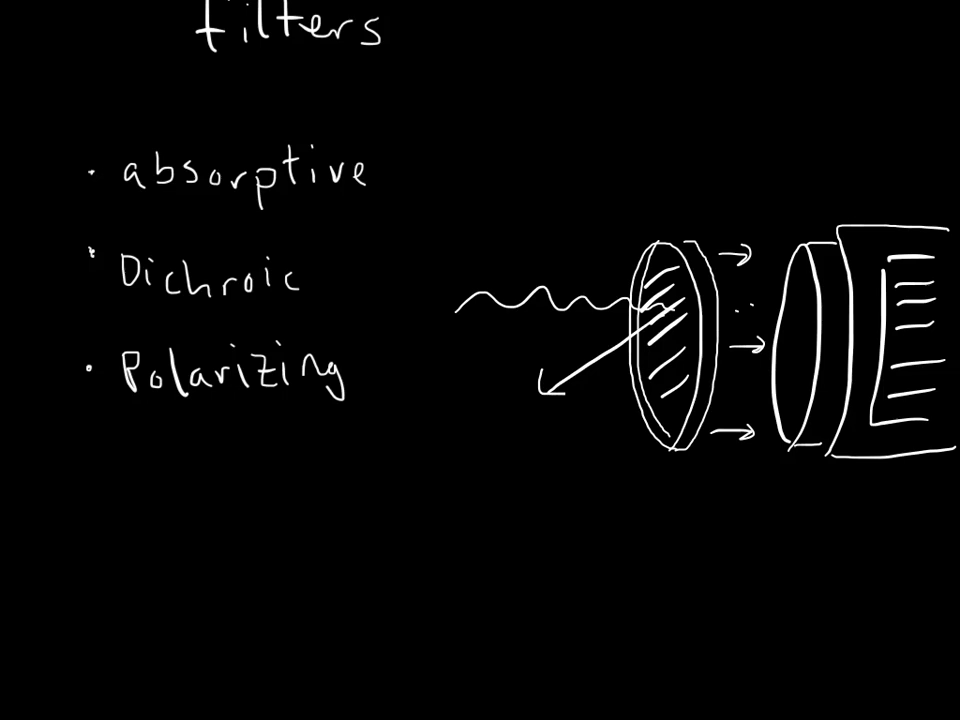 filters
• absorptive
• Dichroic
• Polarizing